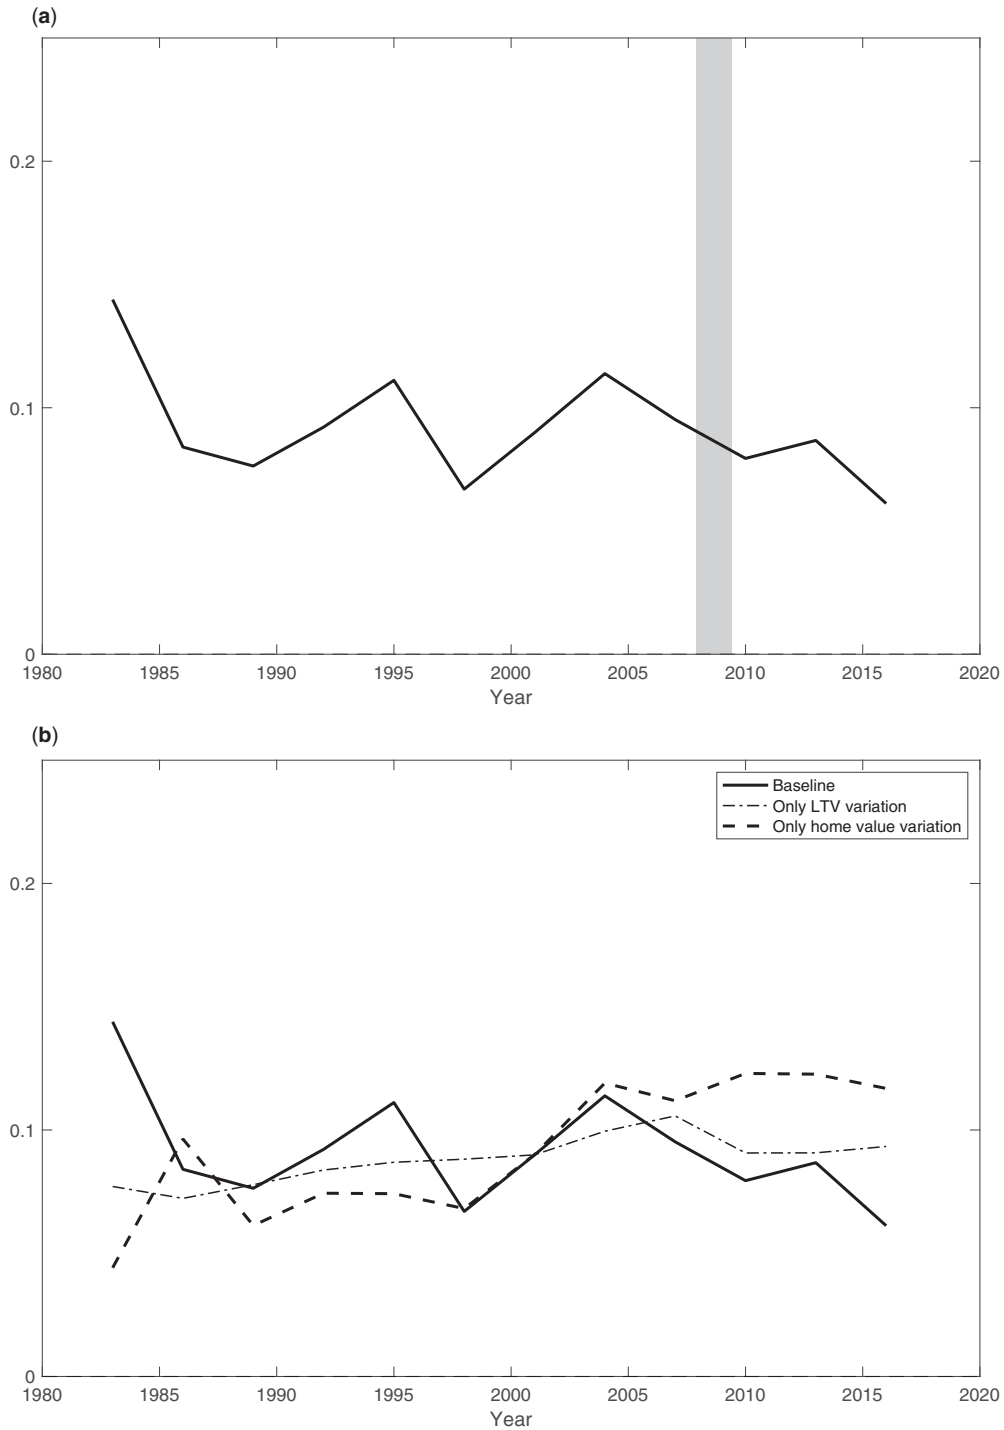 (a)
0.2
0.1
0
1980 1985 1990 1995 2000 2005 2010 2015 2020
Year
(b)
Baseline
Only LTV variation
Only home value variation
0.2
0.1
0
1980 1985 1990 1995 2000 2005 2010 2015 2020
Year